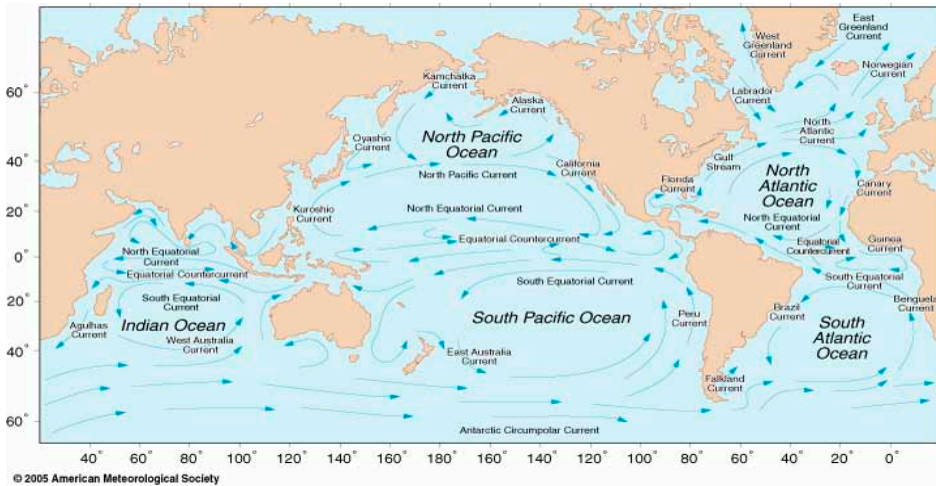 East
Greenland
Current
West
Greenland
Current
Norwegian
Current
Kamchatka
Current
60°
Alaska
Current
Labrador
Current
North
Atlantic
Current
Oyashio
Current
North Pacific
Ocean
40°
Gulf
Stream
California
Current
North Pacific Current
Florida
Current
North
Atlantic
Ocean
Canary
Current
Kuroshio
Current
20°
North Equatorial Current
North Equatorial
Current
Equatorial Countercurrent
Equatorial
Countercurrent
Guinea
Current
North Equatorial
Current
0°
Equatorial Countercurrent
South Equatorial Current
South Equatorial
Current
20°
South Equatorial
Current
Benguela
Current
Brazil
Current
Peru
Current
Indian Ocean
South Pacific Ocean
South
Atlantic
Ocean
Agulhas
Current
West Australia
Current
40°
East Australia
Current
Falkland
Current
60°
Antarctic Circumpolar Current
40° 60° 80° 100° 120° 140° 160° 180° 160° 140° 120° 100° 80° 60° 40° 20° 0°
© 2005 American Meteorological Society